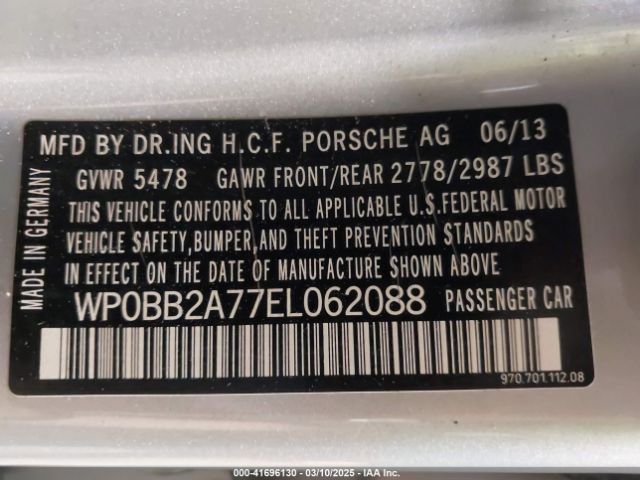 MFD BY DR.ING H.C.F. PORSCHE AG 06/13
GVWR 5478 GAWR FRONT/REAR 2778/2987 LBS
THIS VEHICLE CONFORMS TO ALL APPLICABLE U.S.FEDERAL MOTOR
VEHICLE SAFETY,BUMPER,AND THEFT PREVENTION STANDARDS
IN EFFECT ON THE DATE OF MANUFACTURE SHOWN ABOVE.
WP0BB2A77EL062088 PASSENGER CAR
970.701.112.08
MADE IN GERMANY
000-41696130 - 03/10/2025 - IAA Inc.